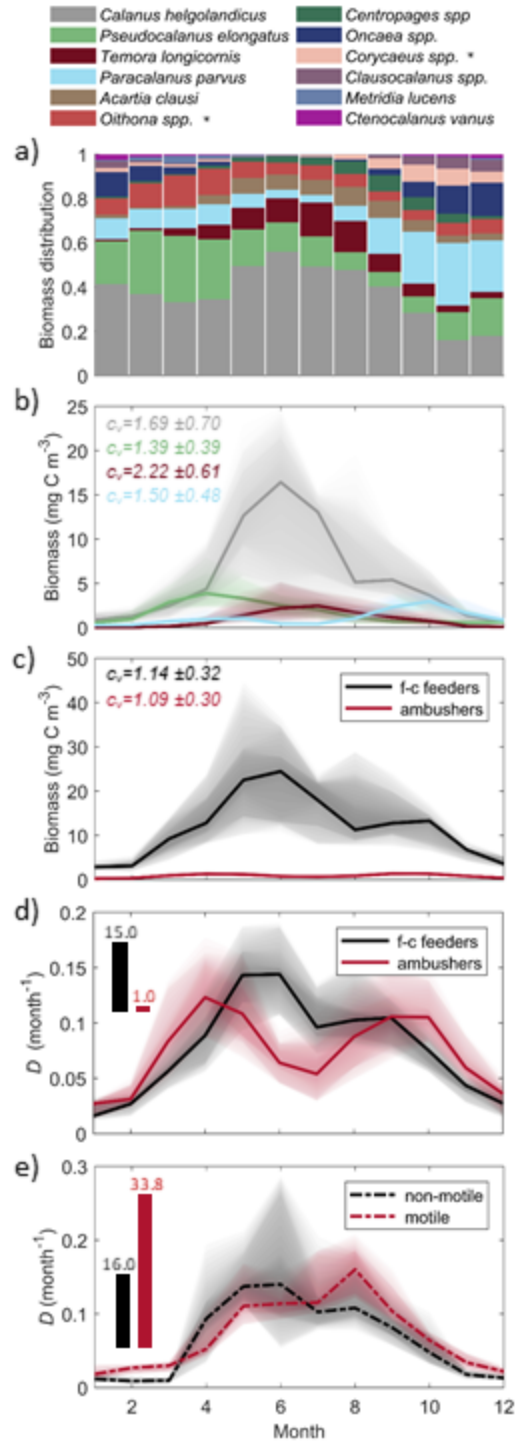 Calanus helgolandicus
Pseudocalanus elongatus
Temora longicornis
Paracalanus parvus
Acartia clausi
Oithona spp. *
Centropages spp
Oncaea spp.
Corycaeus spp. *
Clausocalanus spp.
Metridia lucens
Ctenocalanus vanus
a)
Biomass distribution
1
0.8
0.6
0.4
0.2
0
b)
Biomass (mg C m⁻³)
25
20
15
10
5
0
cᵥ=1.69 ±0.70
cᵥ=1.39 ±0.39
cᵥ=2.22 ±0.61
cᵥ=1.50 ±0.48
c)
Biomass (mg C m⁻³)
50
40
30
20
10
0
cᵥ=1.14 ±0.32
cᵥ=1.09 ±0.30
f-c feeders
ambushers
d)
D (month⁻¹)
0.2
0.15
0.1
0.05
0
15.0
1.0
f-c feeders
ambushers
e)
D (month⁻¹)
0.3
0.2
0.1
0
33.8
16.0
non-motile
motile
2 4 6 8 10 12
Month